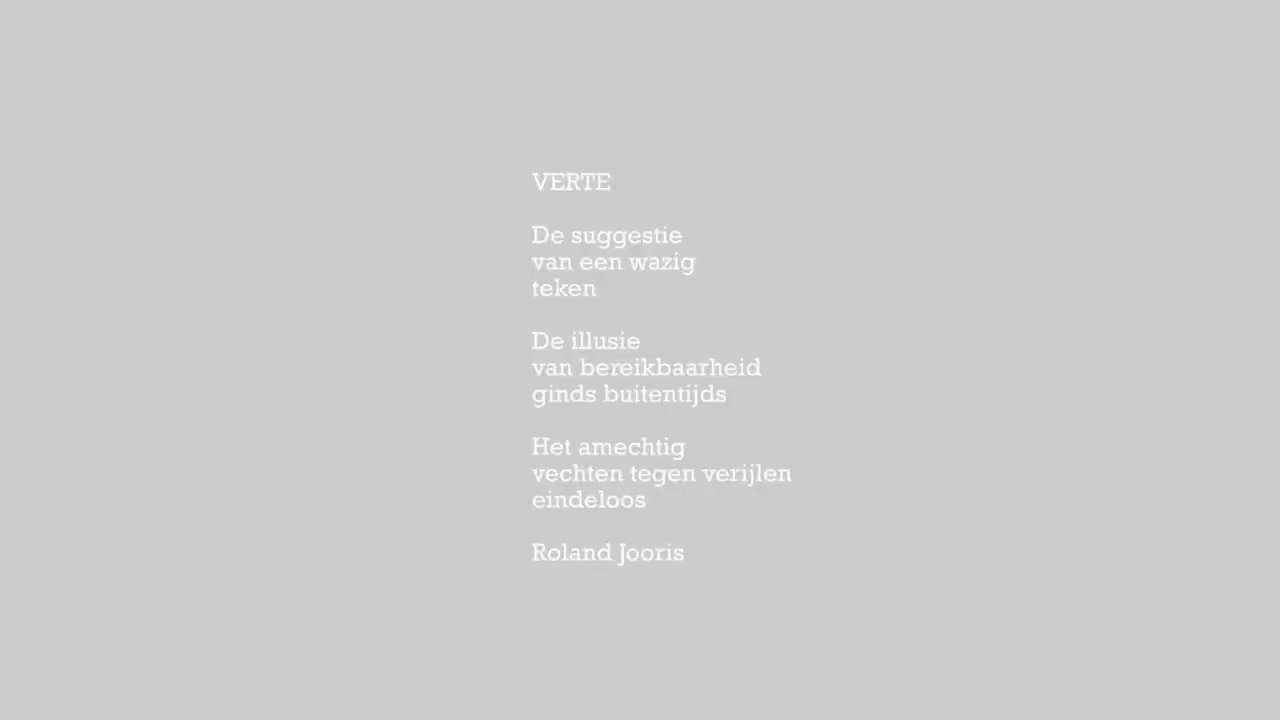 VERTE
De suggestie
van een wazig
teken
De illusie
van bereikbaarheid
ginds buitentijds
Het amechtig
vechten tegen verijlen
eindeloos
Roland Jooris